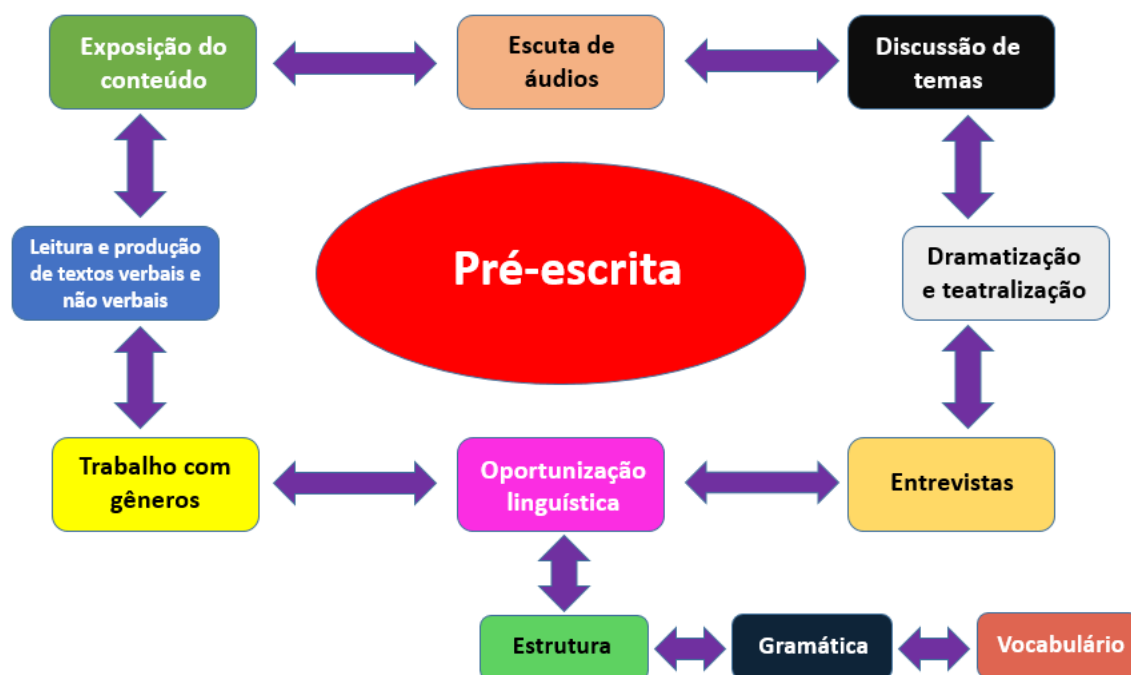 Exposição do
conteúdo
Escuta de
áudios
Discussão de
temas
Leitura e produção
de textos verbais e
não verbais
Pré-escrita
Dramatização
e teatralização
Trabalho com
gêneros
Oportunização
linguística
Entrevistas
Estrutura
Gramática
Vocabulário